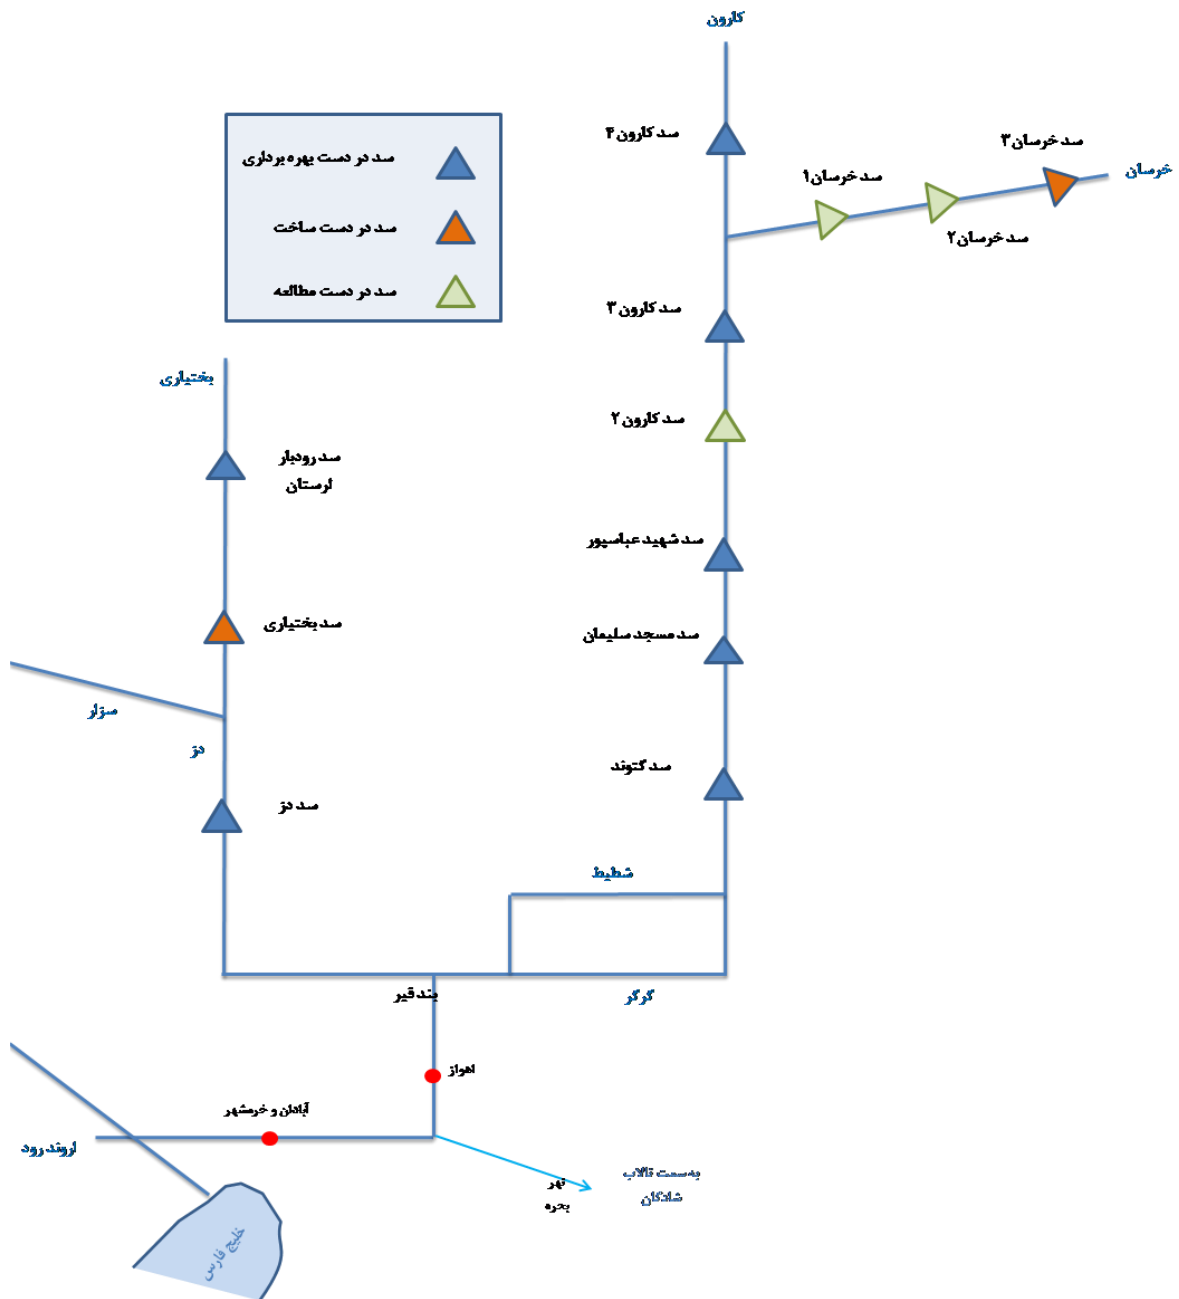 کارون
سد کارون ۴
سد خرسان ۳
خرسان
سد خرسان ۱
سد خرسان ۲
سد در دست بهره برداری
سد در دست ساخت
سد در دست مطالعه
سد کارون ۳
بختیاری
سد کارون ۲
سد رودبار
لرستان
سد شهید عباسپور
سد بختیاری
سد مسجد سلیمان
سزار
دز
سد گتوند
سد دز
شطیط
بند قیر
گرگر
اهواز
آبادان و خرمشهر
اروند رود
به سمت تالاب
شادگان
نهر
بحره
خلیج فارس